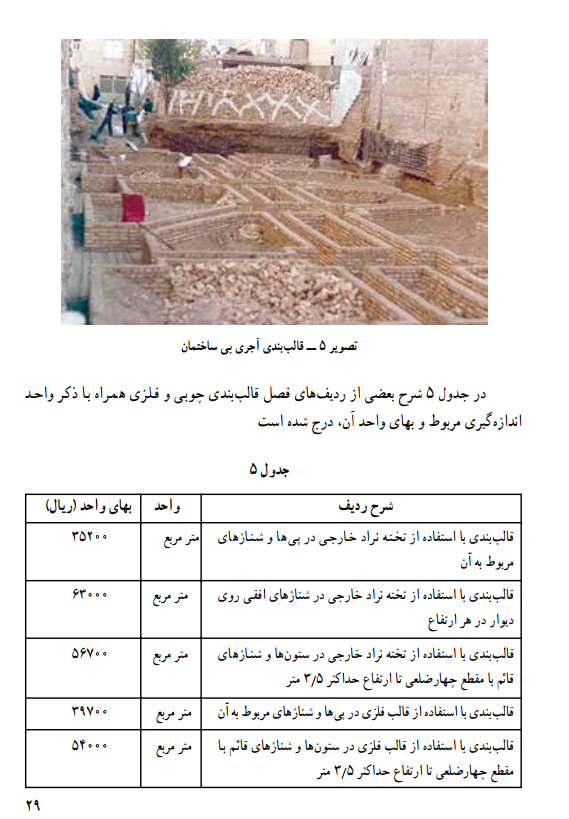 تصویر ۵ ــ قالب‌بندی آجری پی ساختمان
در جدول ۵ شرح بعضی از ردیف‌های فصل قالب‌بندی چوبی و فلزی همراه با ذکر واحد
اندازه‌گیری مربوط و بهای واحد آن، درج شده است
جدول ۵
شرح ردیف واحد بهای واحد (ریال)
قالب‌بندی با استفاده از تخته نراد خارجی در پی‌ها و شناژهای متر مربع ۳۵۲۰۰
مربوط به آن
قالب‌بندی با استفاده از تخته نراد خارجی در شناژهای افقی روی متر مربع ۶۳۰۰۰
دیوار در هر ارتفاع
قالب‌بندی با استفاده از تخته نراد خارجی در ستون‌ها و شناژهای متر مربع ۵۶۷۰۰
قائم با مقطع چهارضلعی تا ارتفاع حداکثر ۳/۵ متر
قالب‌بندی با استفاده از قالب فلزی در پی‌ها و شناژهای مربوط به آن متر مربع ۳۹۷۰۰
قالب‌بندی با استفاده از قالب فلزی در ستون‌ها و شناژهای قائم با متر مربع ۵۴۰۰۰
مقطع چهارضلعی تا ارتفاع حداکثر ۳/۵ متر
۲۹